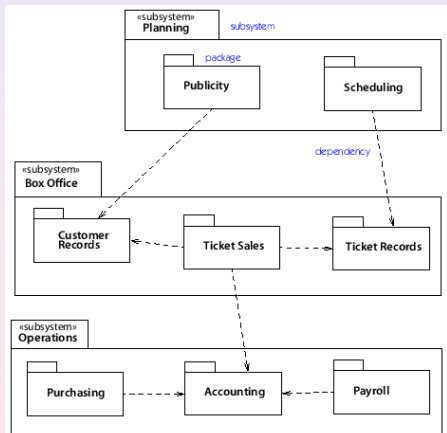 «subsystem»
Planning
subsystem
package
Publicity
Scheduling
dependency
«subsystem»
Box Office
Customer
Records
Ticket Sales
Ticket Records
«subsystem»
Operations
Purchasing
Accounting
Payroll